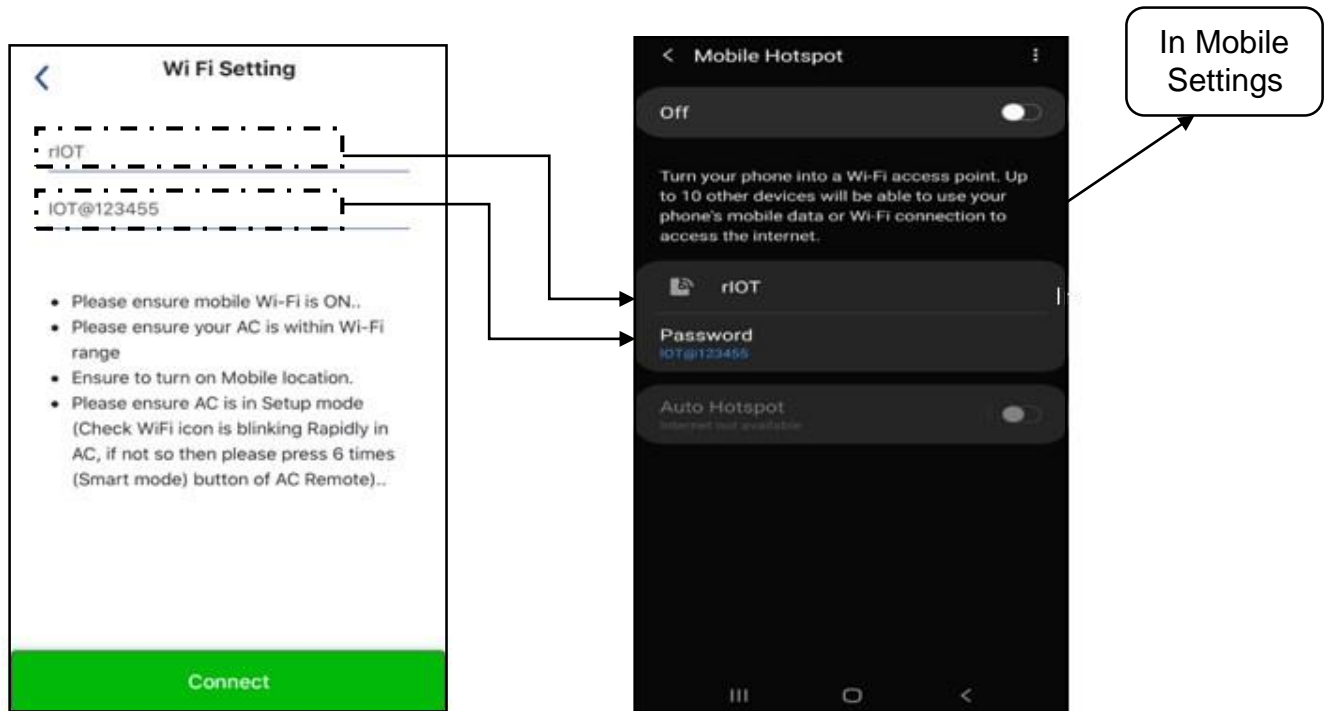 Wi Fi Setting
rIOT
IOT@123455
• Please ensure mobile Wi-Fi is ON..
• Please ensure your AC is within Wi-Fi
range
• Ensure to turn on Mobile location.
• Please ensure AC is in Setup mode
(Check WiFi icon is blinking Rapidly in
AC, if not so then please press 6 times
(Smart mode) button of AC Remote)..
Connect
Mobile Hotspot
Off
Turn your phone into a Wi-Fi access point. Up
to 10 other devices will be able to use your
phone's mobile data or Wi-Fi connection to
access the internet.
rIOT
Password
IOT@123455
Auto Hotspot
Internet not available
In Mobile
Settings